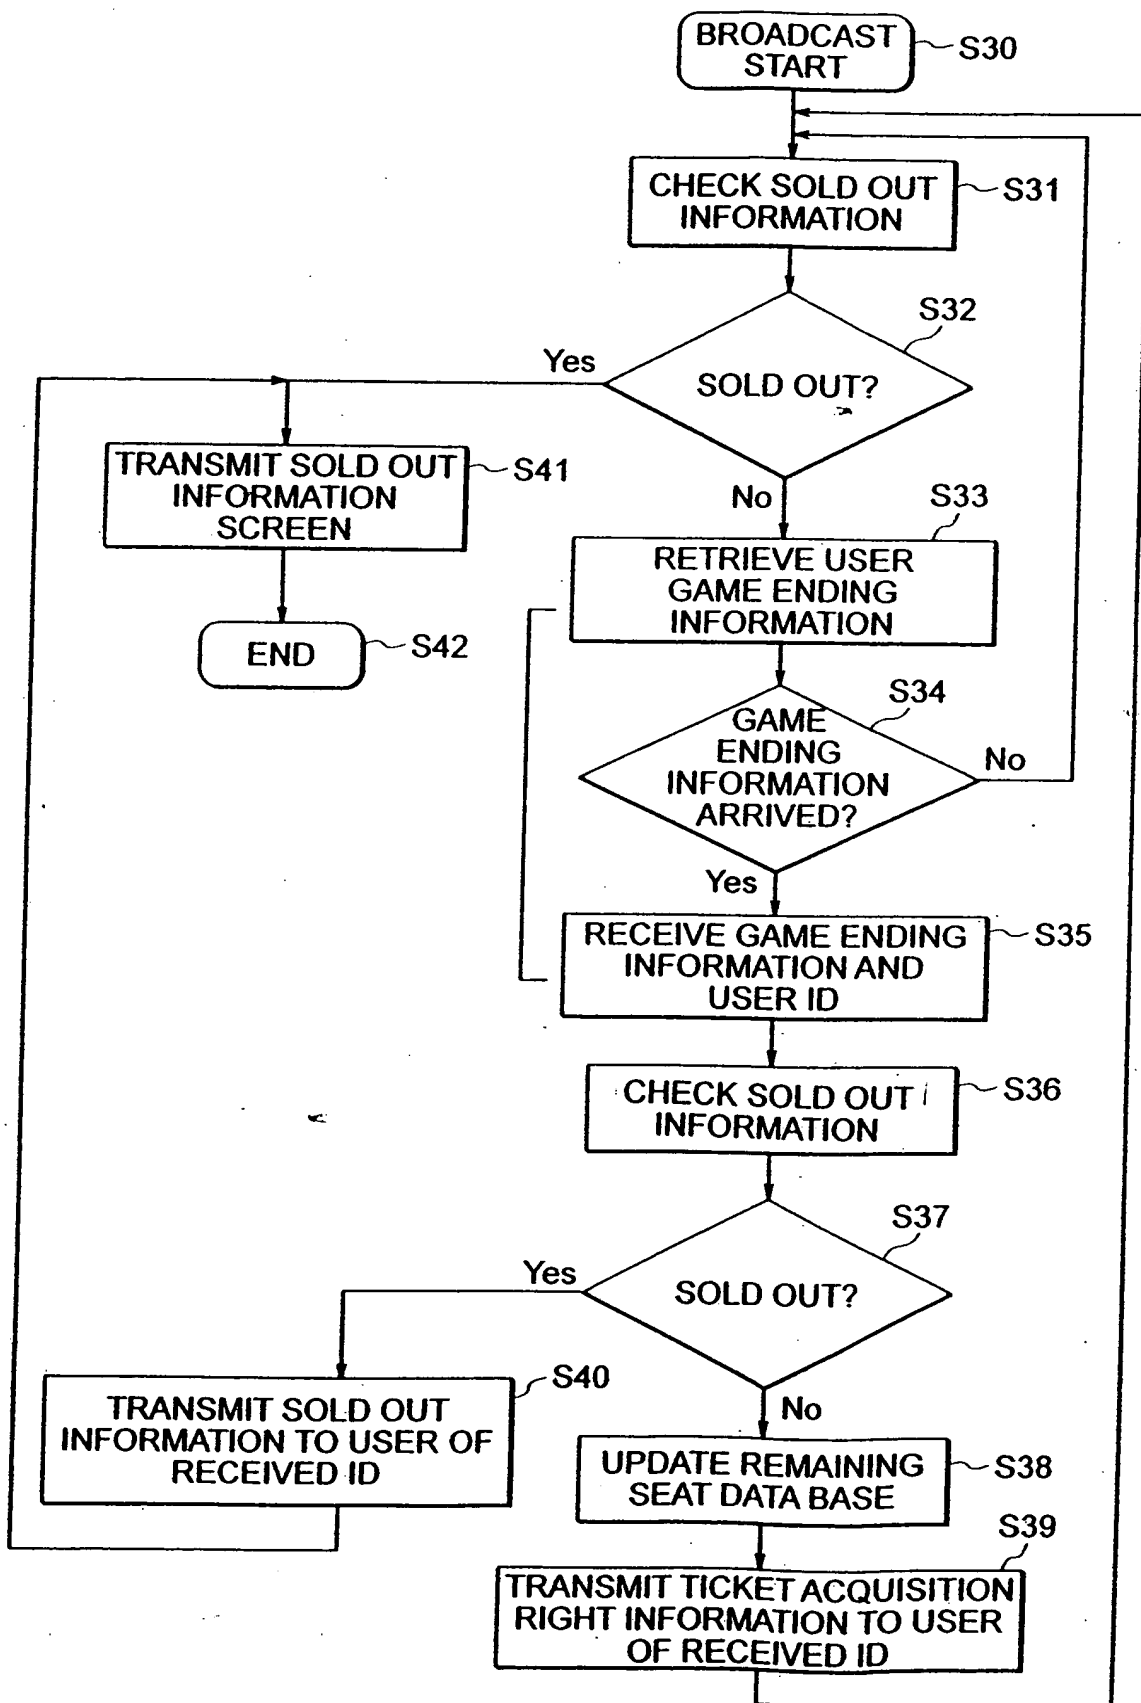 BROADCAST
START
S30
CHECK SOLD OUT
INFORMATION
S31
S32
SOLD OUT?
Yes
No
TRANSMIT SOLD OUT
INFORMATION
SCREEN
S41
END
S42
S33
RETRIEVE USER
GAME ENDING
INFORMATION
S34
GAME
ENDING
INFORMATION
ARRIVED?
No
Yes
RECEIVE GAME ENDING
INFORMATION AND
USER ID
S35
CHECK SOLD OUT
INFORMATION
S36
S37
SOLD OUT?
Yes
No
S40
TRANSMIT SOLD OUT
INFORMATION TO USER OF
RECEIVED ID
UPDATE REMAINING
SEAT DATA BASE
S38
S39
TRANSMIT TICKET ACQUISITION
RIGHT INFORMATION TO USER
OF RECEIVED ID